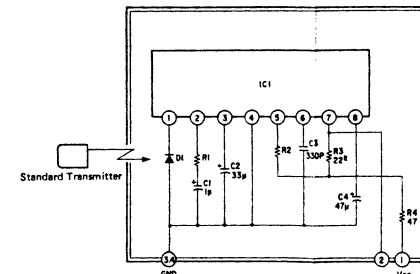 IC1
1 2 3 4 5 6 7 8
D1
R1
C1
1μ
C2
33μ
R2
C3
330P
R3
22k
C4
47μ
R4
47
Standard Transmitter
3,4
GND
2
1
Vcc